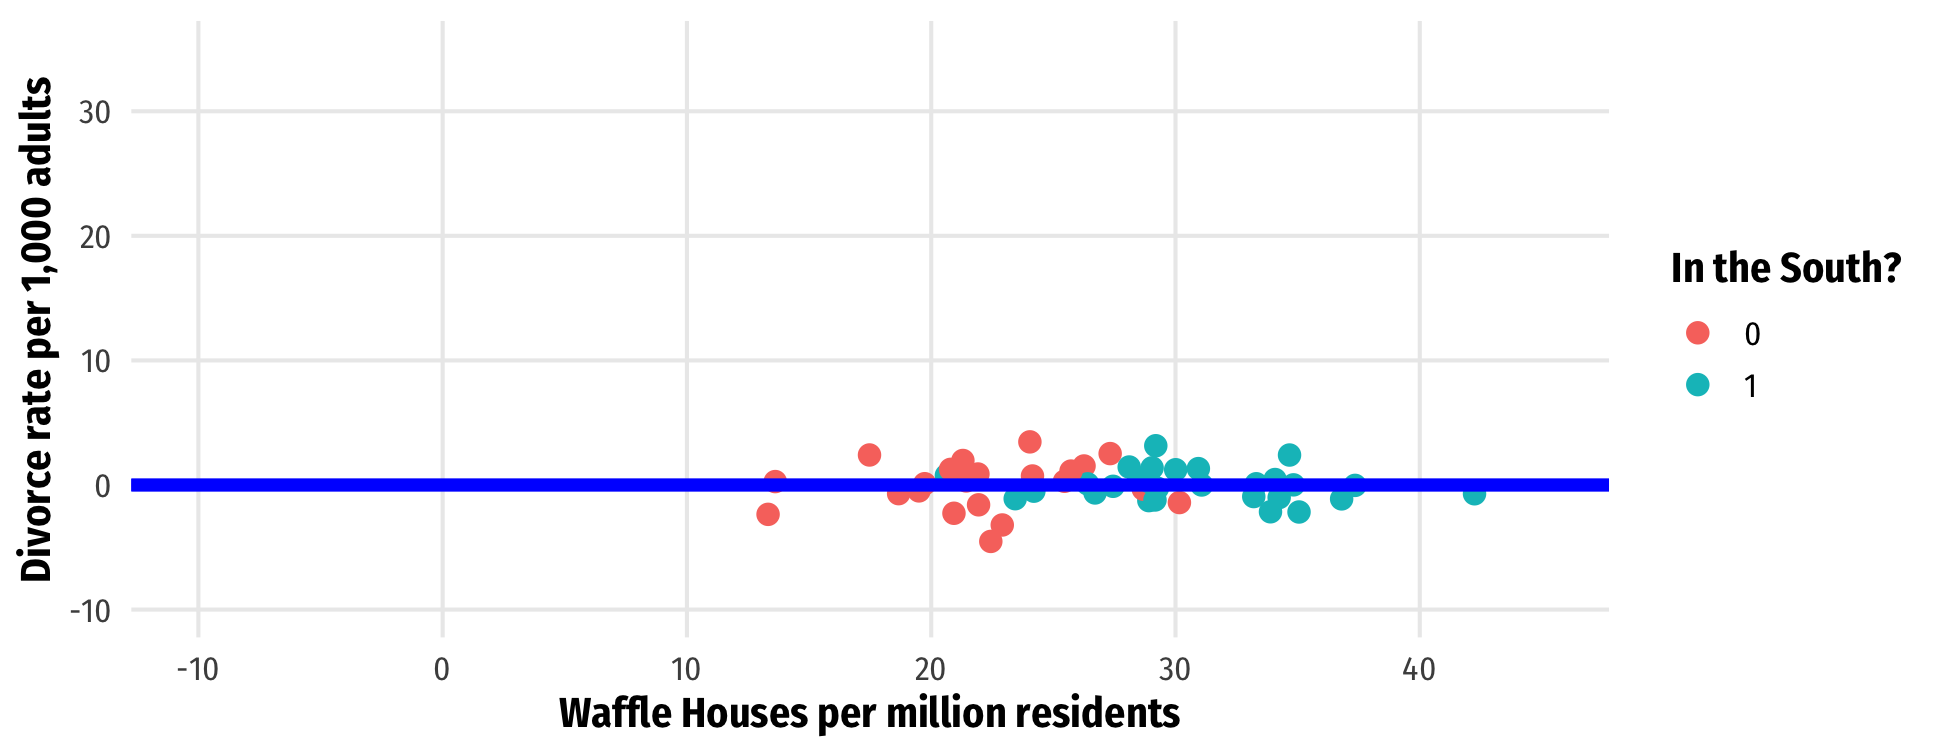 Divorce rate per 1,000 adults
30
20
10
0
-10
-10 0 10 20 30 40
Waffle Houses per million residents
In the South?
0
1